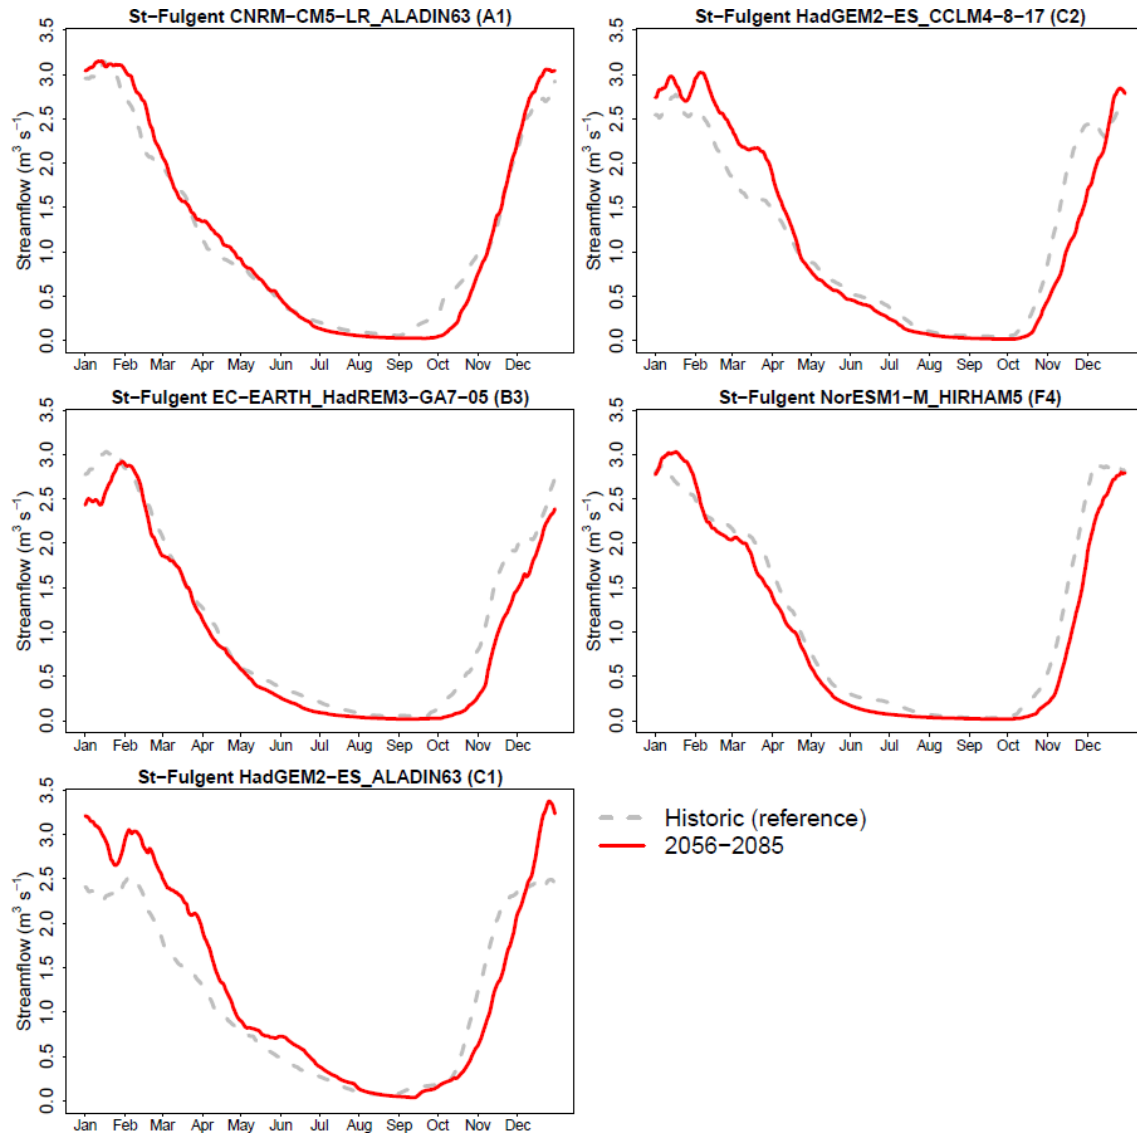 St−Fulgent CNRM−CM5−LR_ALADIN63 (A1)
Streamflow (m³ s⁻¹)
3.5
3.0
2.5
2.0
1.5
1.0
0.5
0.0
Jan Feb Mar Apr May Jun Jul Aug Sep Oct Nov Dec
St−Fulgent HadGEM2−ES_CCLM4−8−17 (C2)
Streamflow (m³ s⁻¹)
3.5
3.0
2.5
2.0
1.5
1.0
0.5
0.0
Jan Feb Mar Apr May Jun Jul Aug Sep Oct Nov Dec
St−Fulgent EC−EARTH_HadREM3−GA7−05 (B3)
Streamflow (m³ s⁻¹)
3.5
3.0
2.5
2.0
1.5
1.0
0.5
0.0
Jan Feb Mar Apr May Jun Jul Aug Sep Oct Nov Dec
St−Fulgent NorESM1−M_HIRHAM5 (F4)
Streamflow (m³ s⁻¹)
3.5
3.0
2.5
2.0
1.5
1.0
0.5
0.0
Jan Feb Mar Apr May Jun Jul Aug Sep Oct Nov Dec
St−Fulgent HadGEM2−ES_ALADIN63 (C1)
Streamflow (m³ s⁻¹)
3.5
3.0
2.5
2.0
1.5
1.0
0.5
0.0
Jan Feb Mar Apr May Jun Jul Aug Sep Oct Nov Dec
Historic (reference)
2056−2085